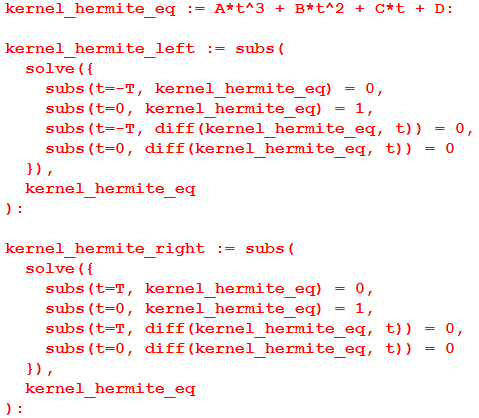 kernel_hermite_eq := A*t^3 + B*t^2 + C*t + D:
kernel_hermite_left := subs(
solve({
subs(t=-T, kernel_hermite_eq) = 0,
subs(t=0, kernel_hermite_eq) = 1,
subs(t=-T, diff(kernel_hermite_eq, t)) = 0,
subs(t=0, diff(kernel_hermite_eq, t)) = 0
}),
kernel_hermite_eq
):
kernel_hermite_right := subs(
solve({
subs(t=T, kernel_hermite_eq) = 0,
subs(t=0, kernel_hermite_eq) = 1,
subs(t=T, diff(kernel_hermite_eq, t)) = 0,
subs(t=0, diff(kernel_hermite_eq, t)) = 0
}),
kernel_hermite_eq
):